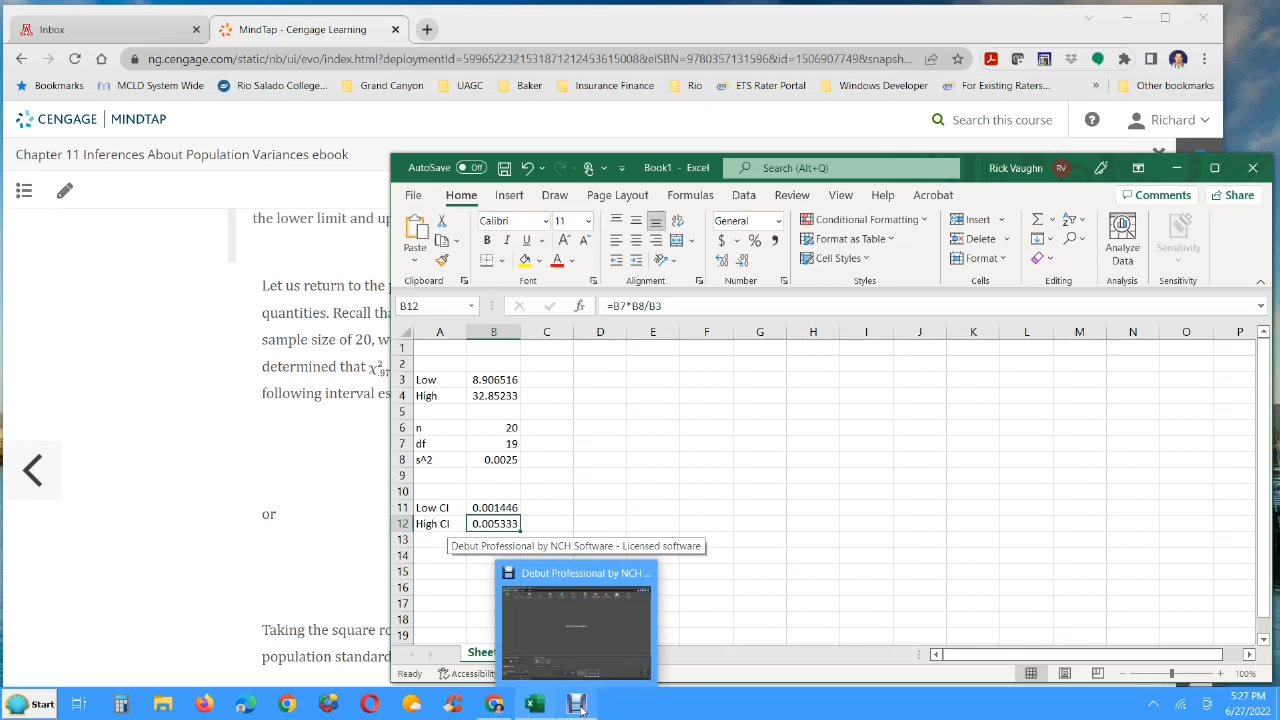 Inbox
MindTap - Cengage Learning
ng.cengage.com/static/nb/ui/evo/index.html?deploymentId=59955223215318717124536150088&eISBN=9780357131596&id=1506977749&snapsh...
Bookmarks
MCLD System Wide
Rio Salado College...
Grand Canyon
UAGC
Baker
Insurance Finance
Rio
ETS Rater Portal
Windows Developer
For Existing Raters...
»
Other bookmarks
CENGAGE | MINDTAP
Search this course
Richard
Chapter 11 Inferences About Population Variances ebook
the lower limit and up
Let us return to the p
quantities. Recall tha
sample size of 20, w
determined that χ².97
following interval es
or
Taking the square ro
population standard
AutoSave Off
Book1 - Excel
Search (Alt+Q)
Rick Vaughn RV
File Home Insert Draw Page Layout Formulas Data Review View Help Acrobat
Comments Share
Paste
Calibri 11
B I U
General
$ % ,
Conditional Formatting
Format as Table
Cell Styles
Insert
Delete
Format
Analyze Data
Sensitivity
Clipboard Font Alignment Number Styles Cells Editing Analysis Sensitivity
B12 fx =B7*B8/B3
A B C D E F G H I J K L M N O P
1
2
3 Low 8.906516
4 High 32.85233
5
6 n 20
7 df 19
8 s^2 0.0025
9
10
11 Low CI 0.001446
12 High CI 0.005333
13
14
15
16
17
18
19
Debut Professional by NCH Software - Licensed software
Debut Professional by NCH ...
Sheet
Ready Accessibility
100%
Start
5:27 PM
6/27/2022